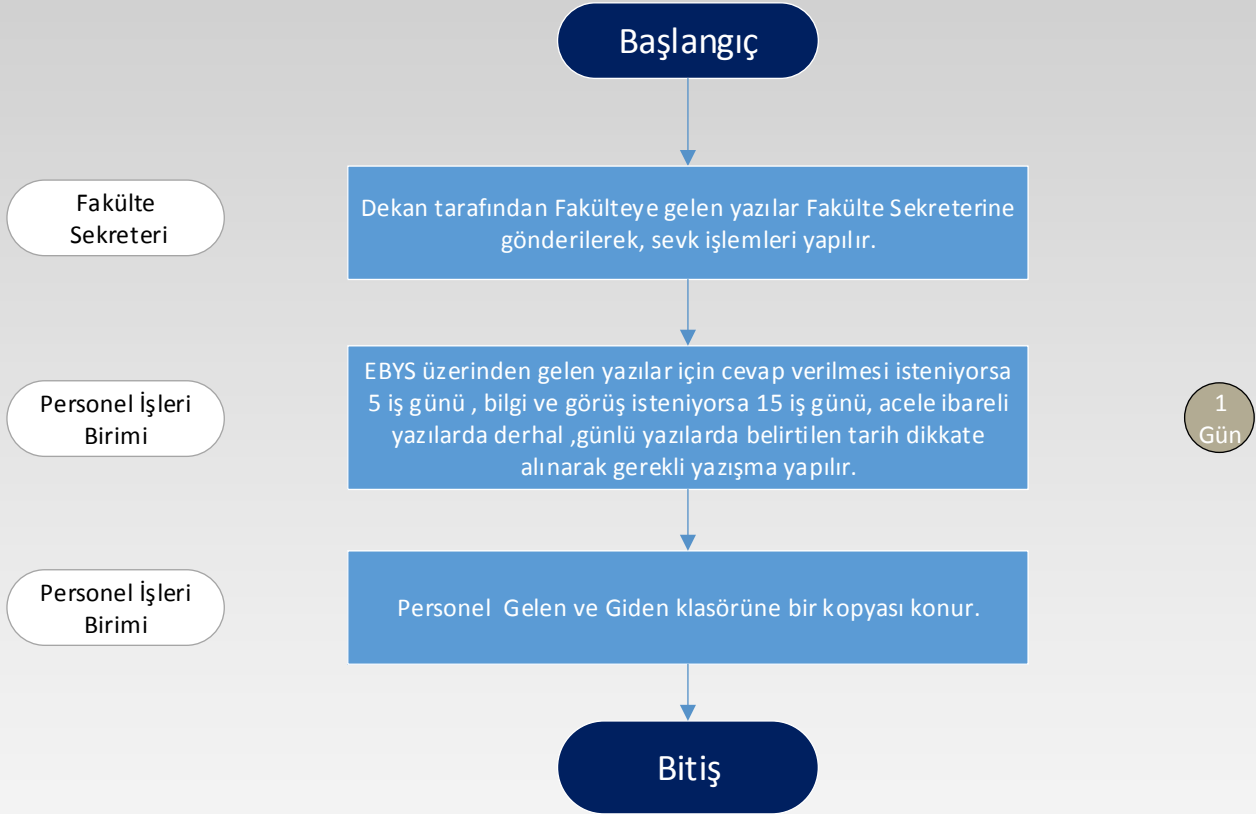 Başlangıç
Fakülte
Sekreteri
Dekan tarafından Fakülteye gelen yazılar Fakülte Sekreterine
gönderilerek, sevk işlemleri yapılır.
Personel İşleri
Birimi
EBYS üzerinden gelen yazılar için cevap verilmesi isteniyorsa
5 iş günü , bilgi ve görüş isteniyorsa 15 iş günü, acele ibareli
yazılarda derhal ,günlü yazılarda belirtilen tarih dikkate
alınarak gerekli yazışma yapılır.
1
Gün
Personel İşleri
Birimi
Personel Gelen ve Giden klasörüne bir kopyası konur.
Bitiş